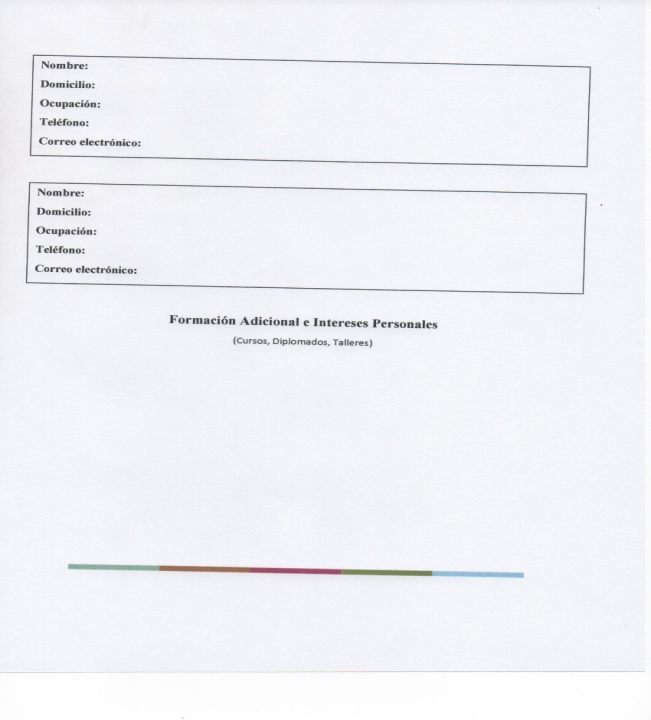 Nombre:
Domicilio:
Ocupación:
Teléfono:
Correo electrónico:
Nombre:
Domicilio:
Ocupación:
Teléfono:
Correo electrónico:
Formación Adicional e Intereses Personales
(Cursos, Diplomados, Talleres)